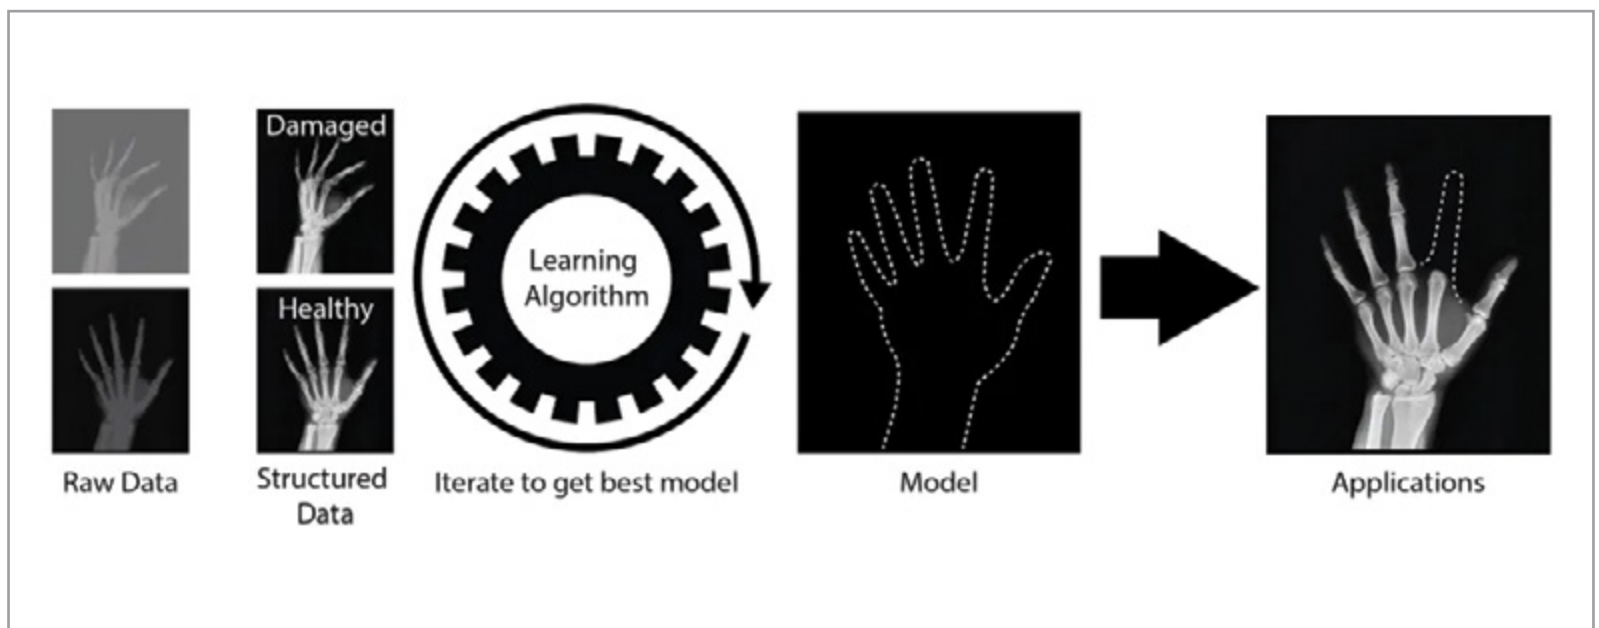 Damaged
Healthy
Learning
Algorithm
Raw Data
Structured
Data
Iterate to get best model
Model
Applications